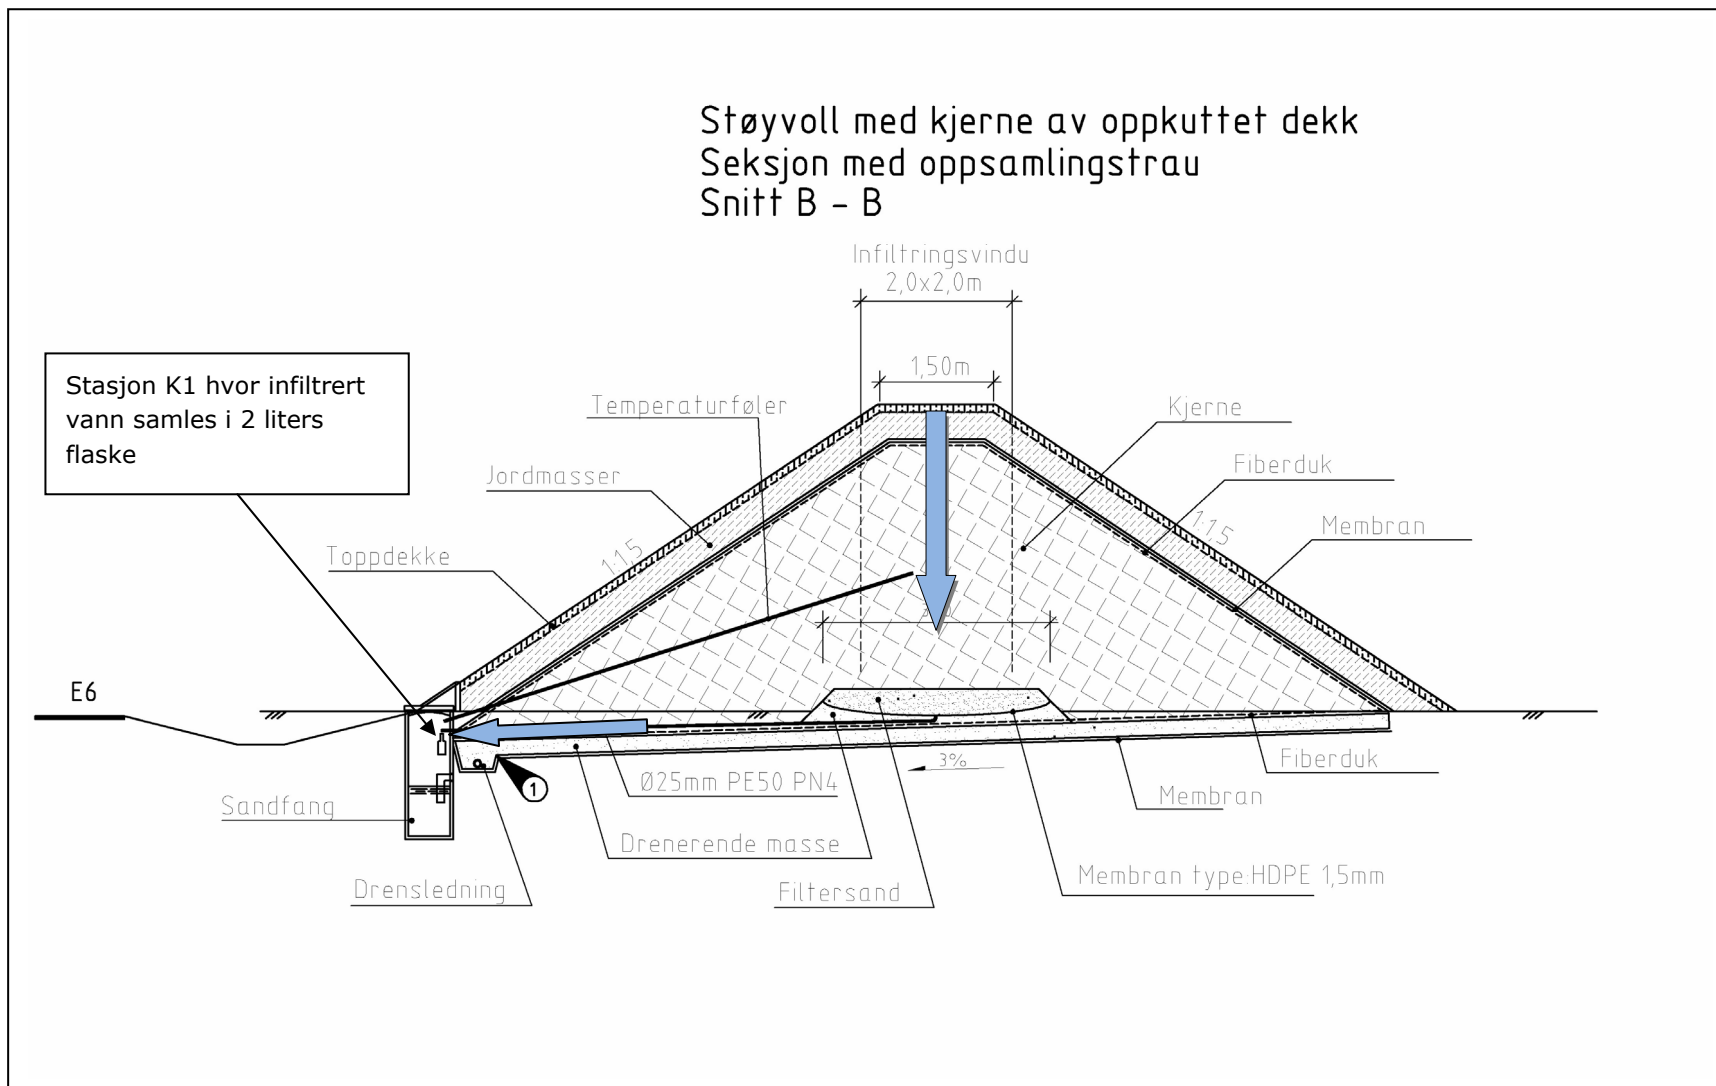 Støyvoll med kjerne av oppkuttet dekk
Seksjon med oppsamlingstrau
Snitt B - B
Infiltringsvindu
2,0x2,0m
1,50m
Stasjon K1 hvor infiltrert
vann samles i 2 liters
flaske
Temperaturføler
Kjerne
Jordmasser
Fiberduk
Membran
Toppdekke
1:1.5
1:1.5
E6
3%
Fiberduk
1
Ø25mm PE50 PN4
Membran
Sandfang
Drenerende masse
Membran type:HDPE 1,5mm
Drensledning
Filtersand